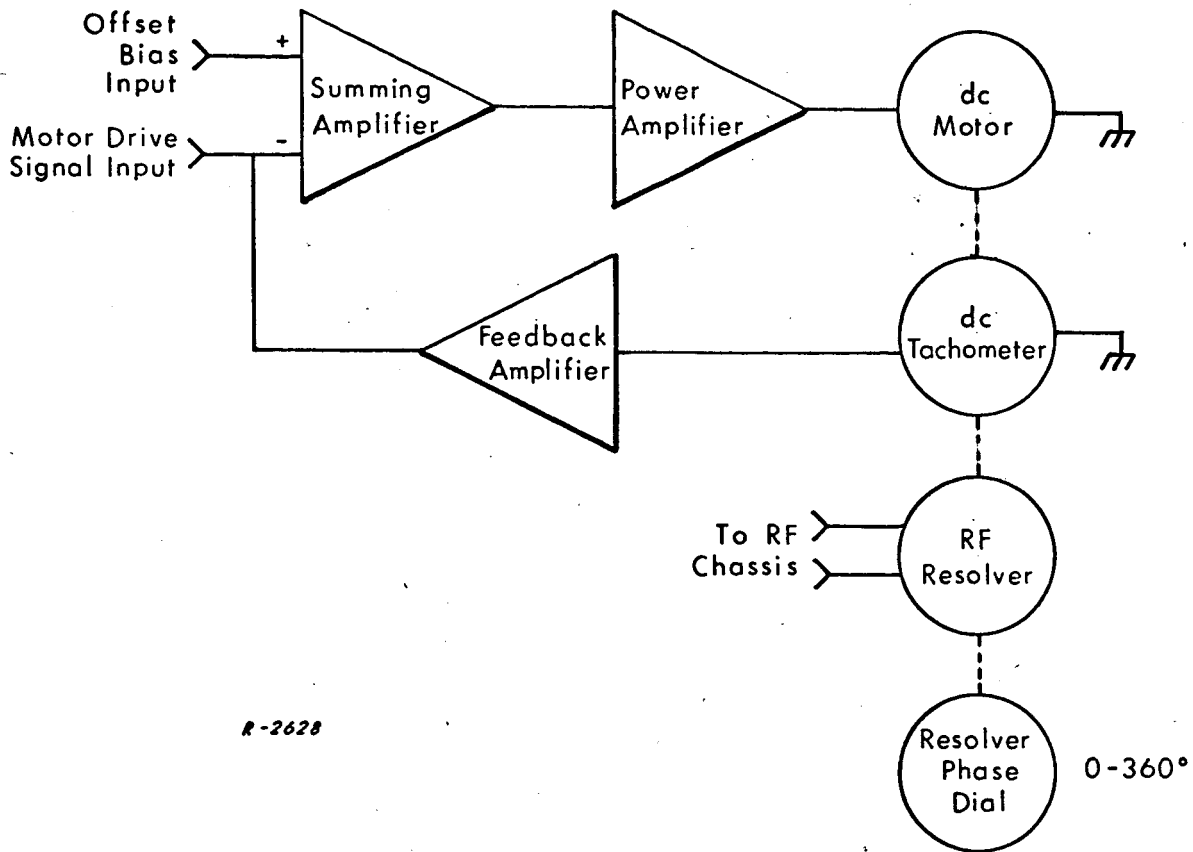 Offset
Bias
Input
+
Motor Drive
Signal Input
-
Summing
Amplifier
Power
Amplifier
dc
Motor
Feedback
Amplifier
dc
Tachometer
To RF
Chassis
RF
Resolver
R-2628
Resolver
Phase
Dial
0-360°